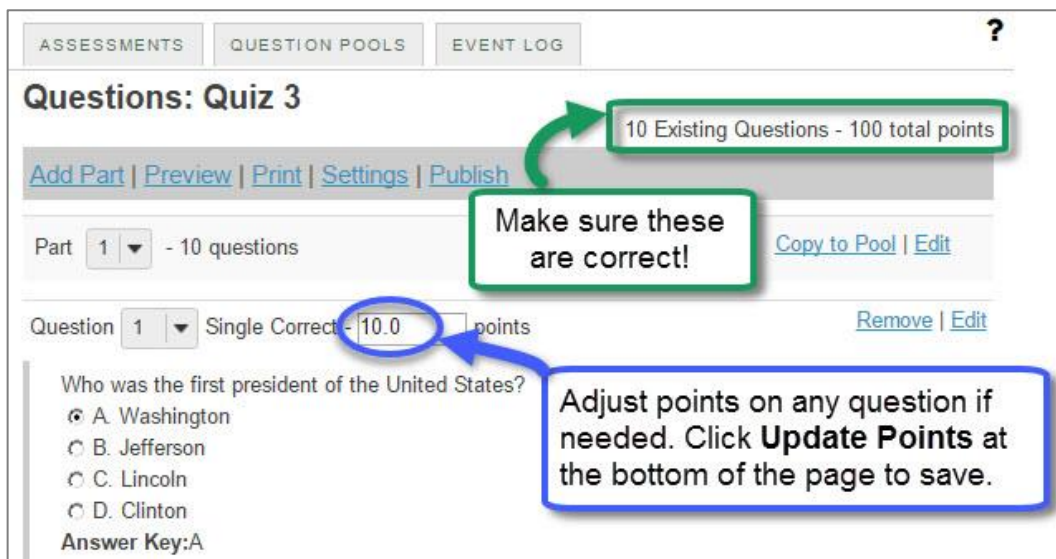 ?
ASSESSMENTS QUESTION POOLS EVENT LOG
Questions: Quiz 3
10 Existing Questions - 100 total points
Add Part | Preview | Print | Settings | Publish
Make sure these
are correct!
Part 1 - 10 questions
Copy to Pool | Edit
Question 1 Single Correct - 10.0 points
Remove | Edit
Who was the first president of the United States?
A. Washington
B. Jefferson
C. Lincoln
D. Clinton
Answer Key:A
Adjust points on any question if
needed. Click Update Points at
the bottom of the page to save.